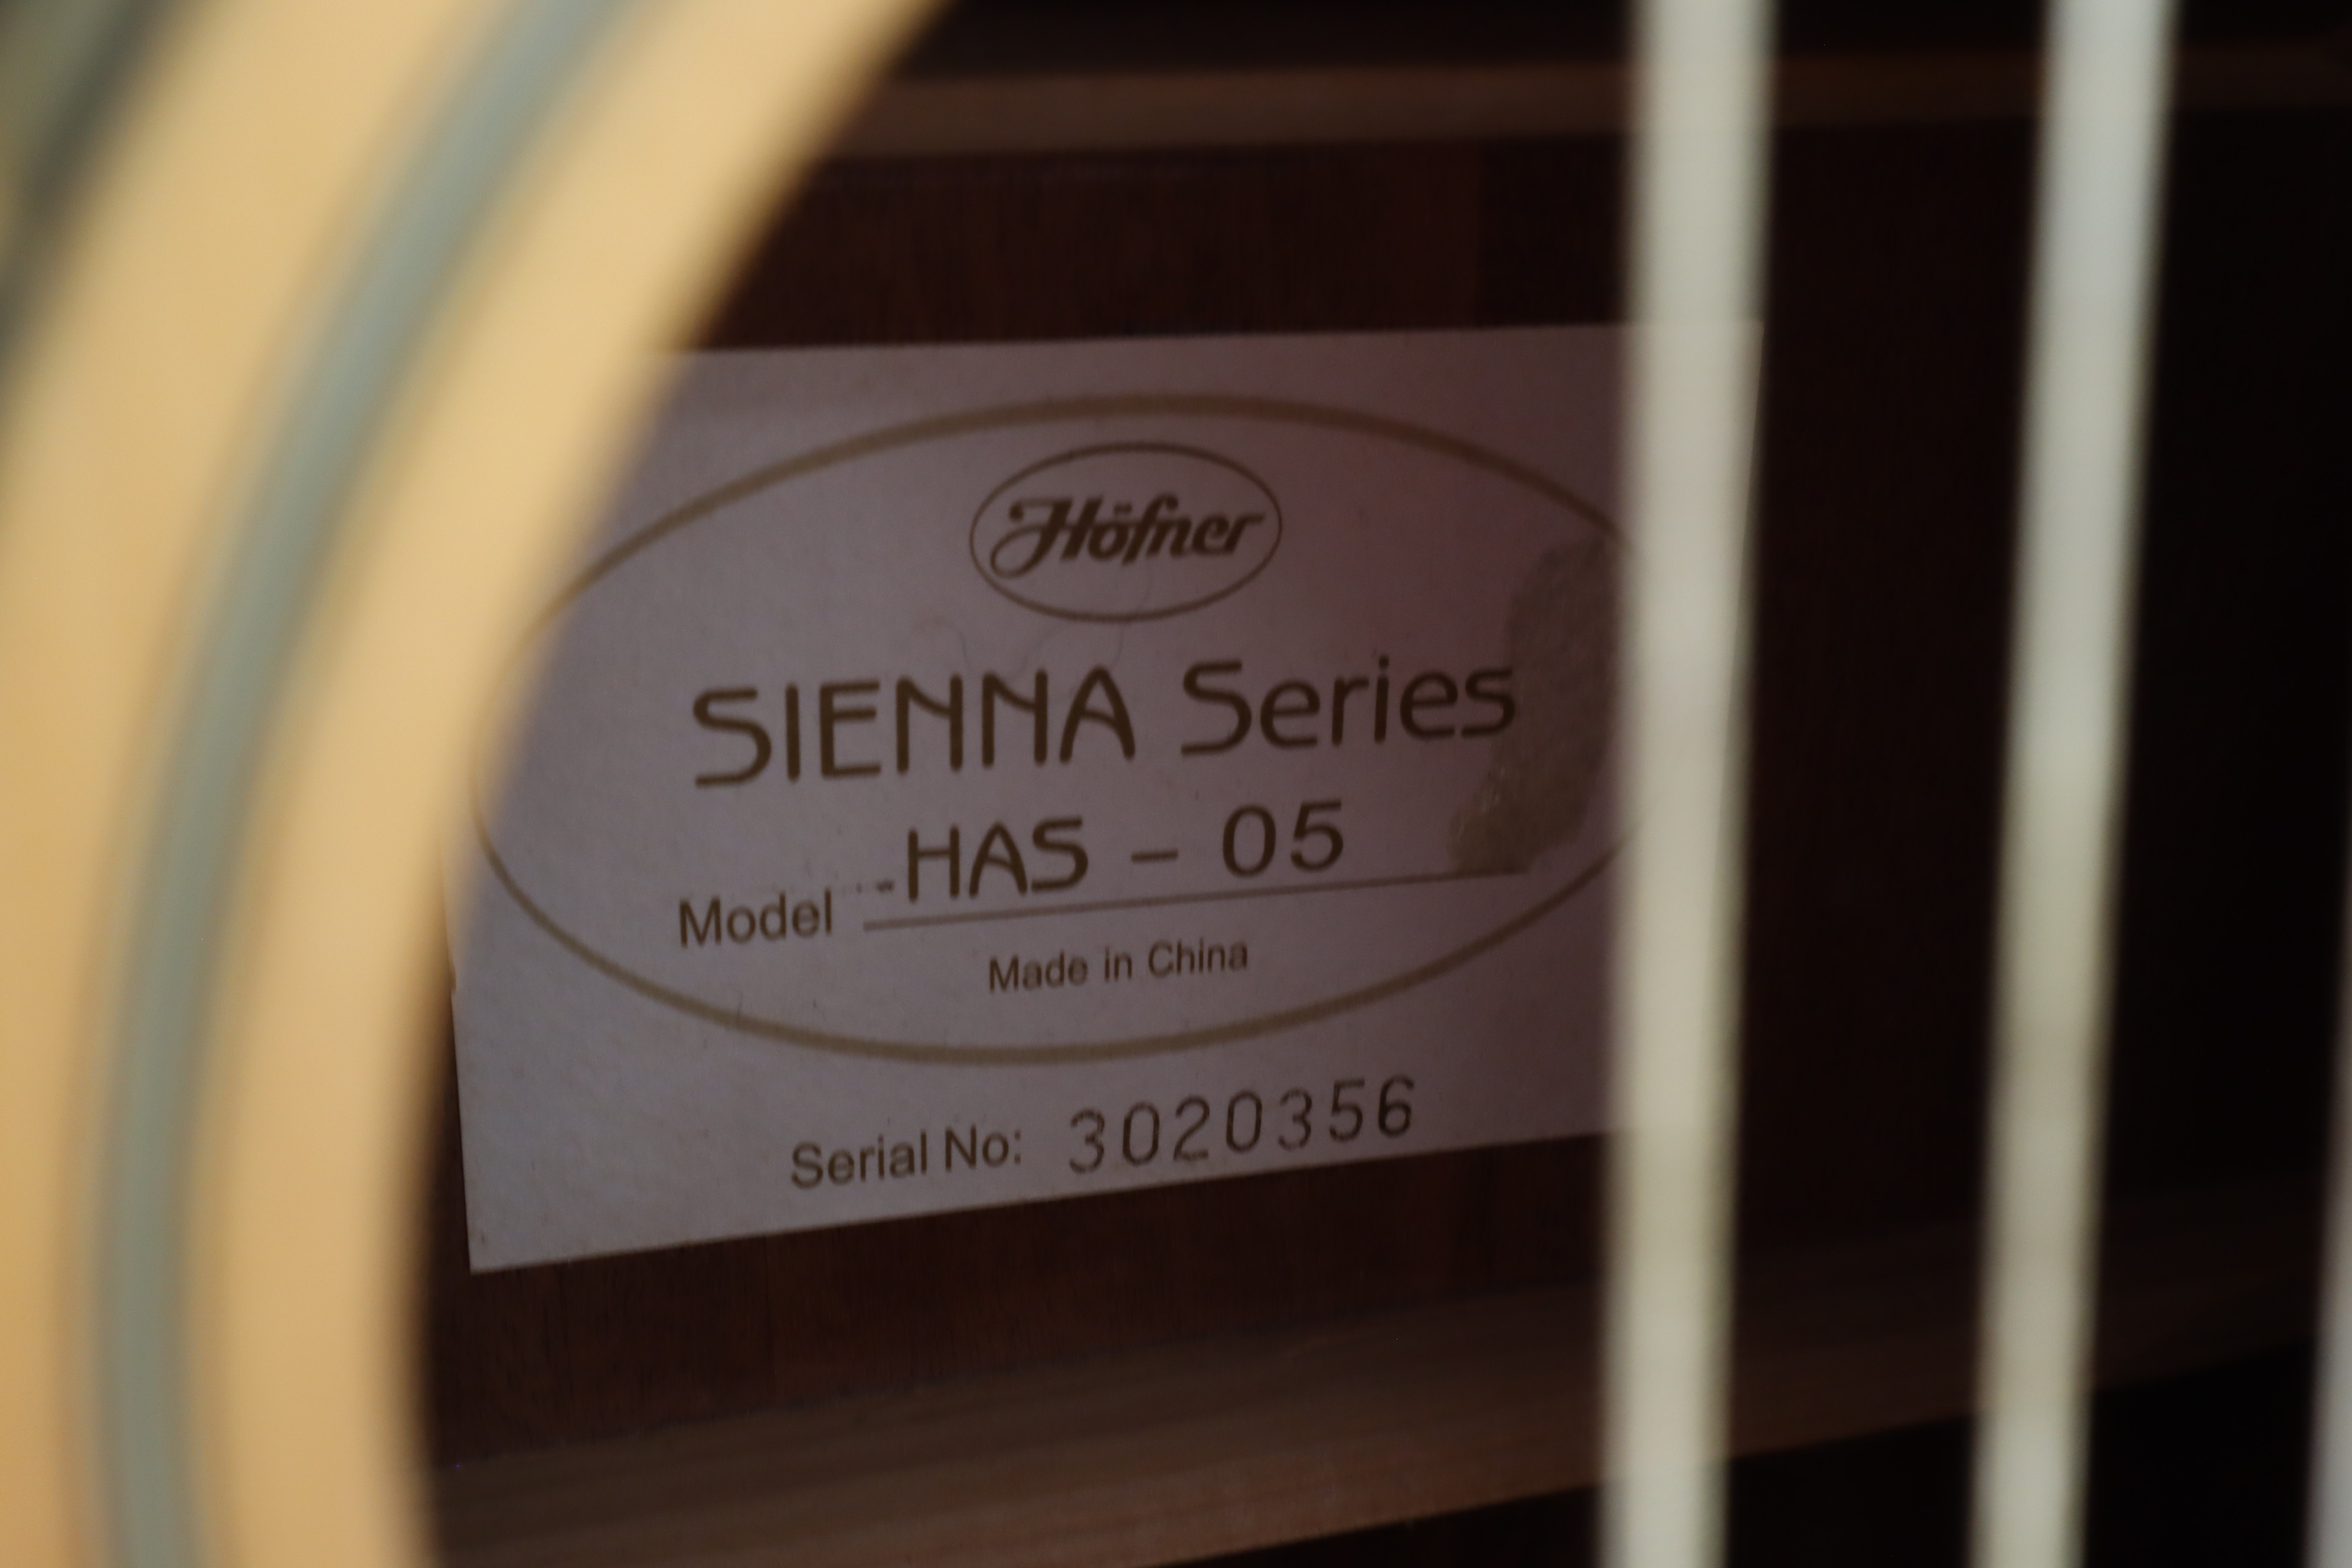 Höfner
SIENNA Series
Model HAS - 05
Made in China
Serial No: 3020356